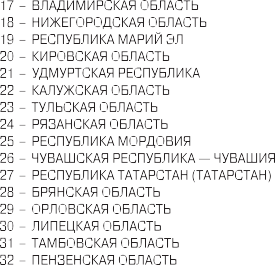 17 – ВЛАДИМИРСКАЯ ОБЛАСТЬ
18 – НИЖЕГОРОДСКАЯ ОБЛАСТЬ
19 – РЕСПУБЛИКА МАРИЙ ЭЛ
20 – КИРОВСКАЯ ОБЛАСТЬ
21 – УДМУРТСКАЯ РЕСПУБЛИКА
22 – КАЛУЖСКАЯ ОБЛАСТЬ
23 – ТУЛЬСКАЯ ОБЛАСТЬ
24 – РЯЗАНСКАЯ ОБЛАСТЬ
25 – РЕСПУБЛИКА МОРДОВИЯ
26 – ЧУВАШСКАЯ РЕСПУБЛИКА — ЧУВАШИЯ
27 – РЕСПУБЛИКА ТАТАРСТАН (ТАТАРСТАН)
28 – БРЯНСКАЯ ОБЛАСТЬ
29 – ОРЛОВСКАЯ ОБЛАСТЬ
30 – ЛИПЕЦКАЯ ОБЛАСТЬ
31 – ТАМБОВСКАЯ ОБЛАСТЬ
32 – ПЕНЗЕНСКАЯ ОБЛАСТЬ